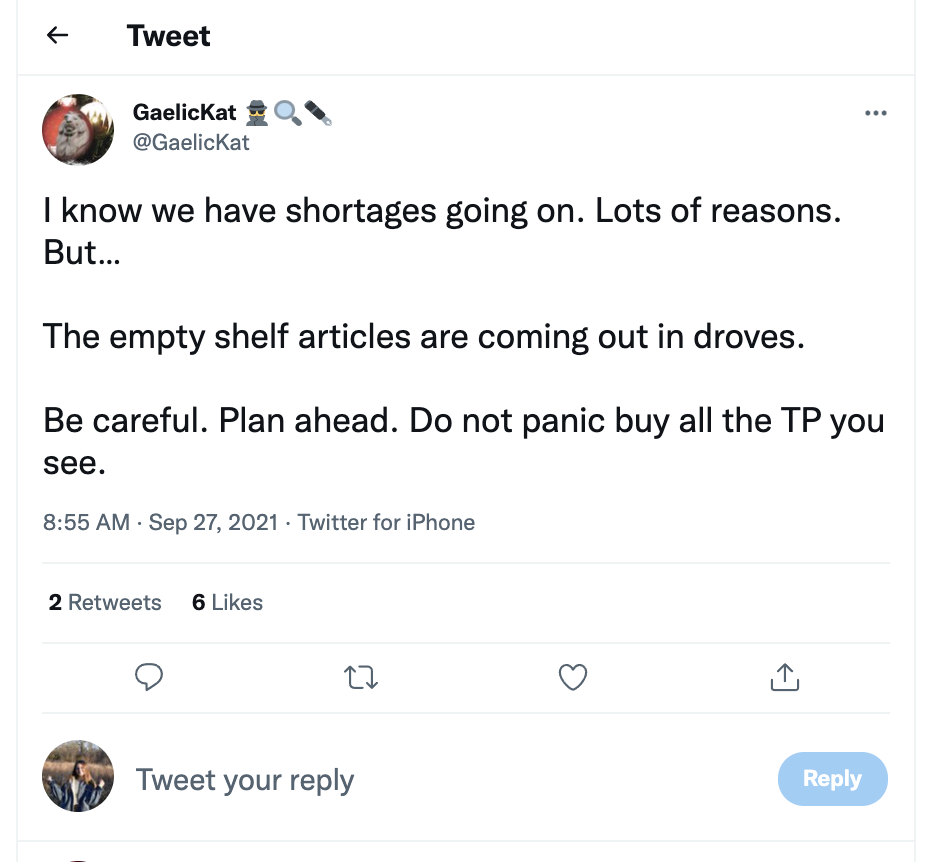 Tweet
GaelicKat 🕵️🔍🔦
@GaelicKat
I know we have shortages going on. Lots of reasons.
But...
The empty shelf articles are coming out in droves.
Be careful. Plan ahead. Do not panic buy all the TP you
see.
8:55 AM · Sep 27, 2021 · Twitter for iPhone
2 Retweets 6 Likes
Tweet your reply
Reply